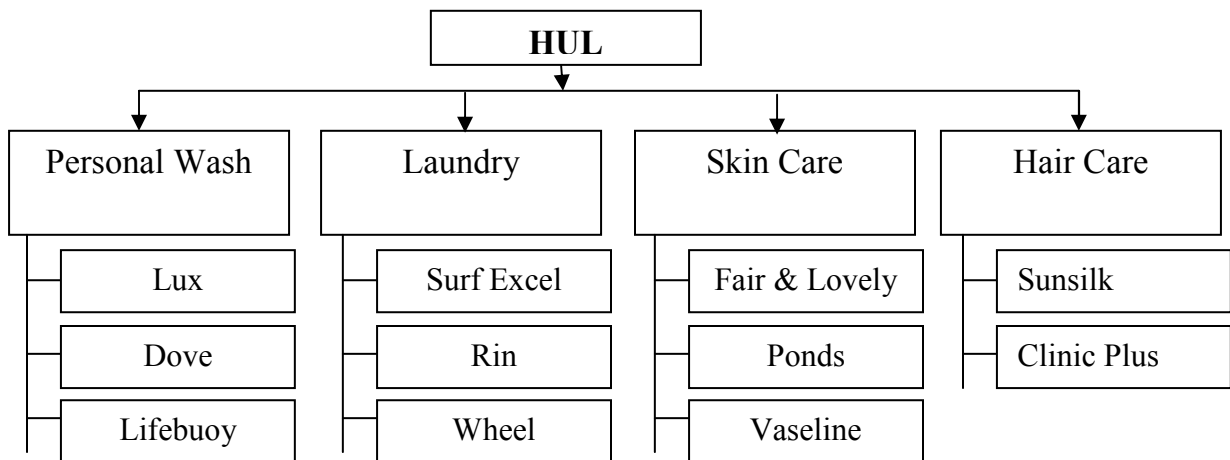 HUL
Personal Wash
Laundry
Skin Care
Hair Care
Lux
Surf Excel
Fair & Lovely
Sunsilk
Dove
Rin
Ponds
Clinic Plus
Lifebuoy
Wheel
Vaseline